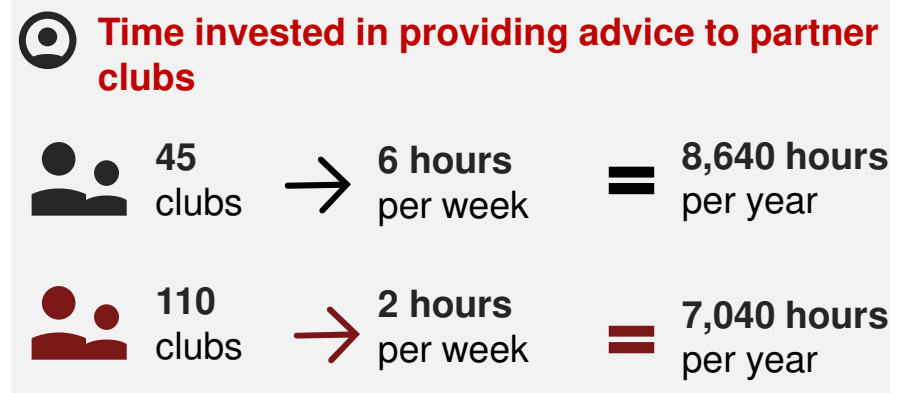 Time invested in providing advice to partner
clubs
45
clubs
6 hours
per week
=
8,640 hours
per year
110
clubs
2 hours
per week
=
7,040 hours
per year